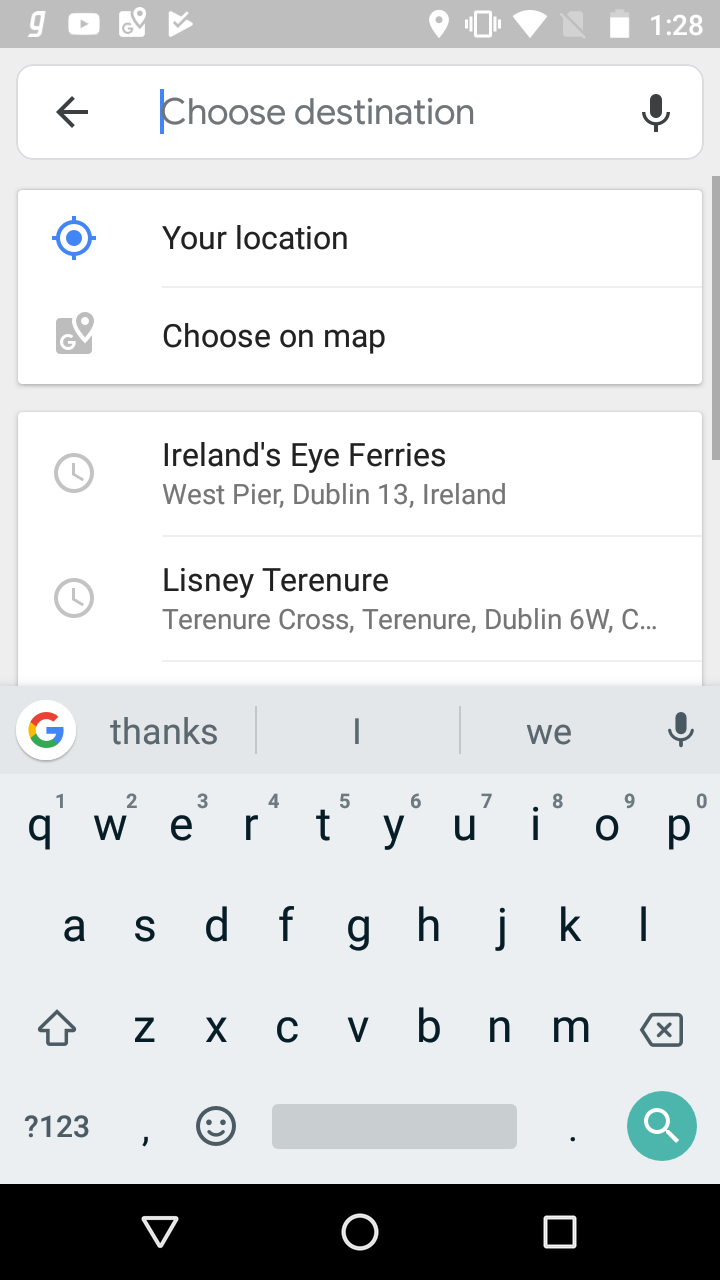 1:28
Choose destination
Your location
Choose on map
Ireland's Eye Ferries
West Pier, Dublin 13, Ireland
Lisney Terenure
Terenure Cross, Terenure, Dublin 6W, C...
thanks I we
1 2 3 4 5 6 7 8 9 0
q w e r t y u i o p
a s d f g h j k l
z x c v b n m
?123 , .